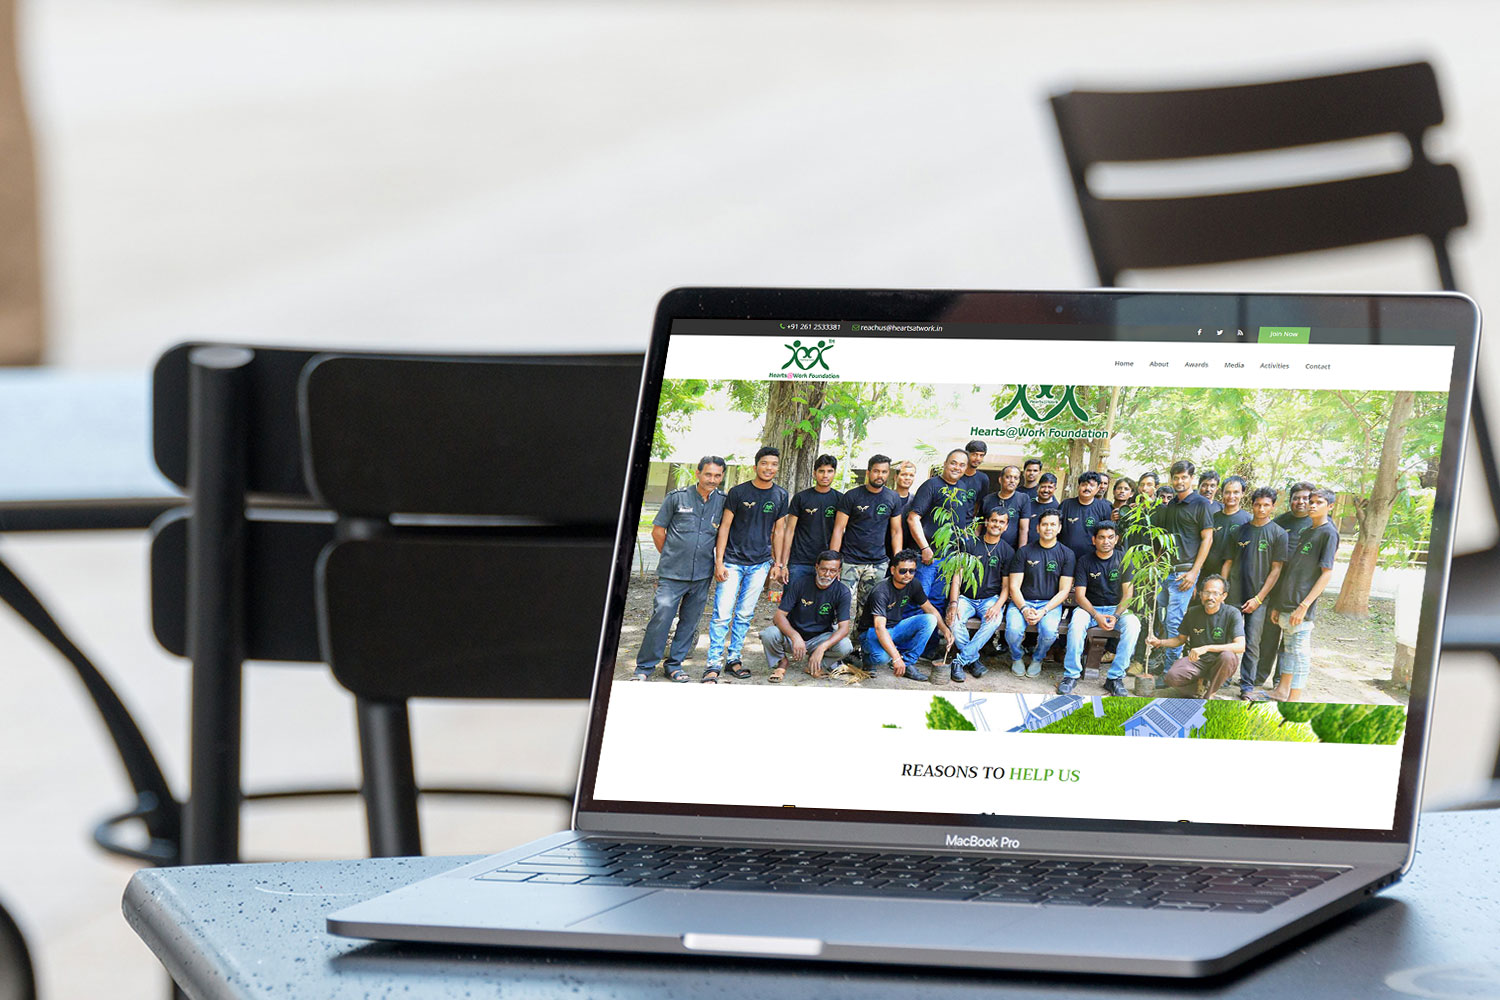 +91 261 2533381 reachus@heartsatwork.in Join Now
Hearts@Work Foundation
Home About Awards Media Activities Contact
Hearts@Work Foundation
REASONS TO HELP US
MacBook Pro